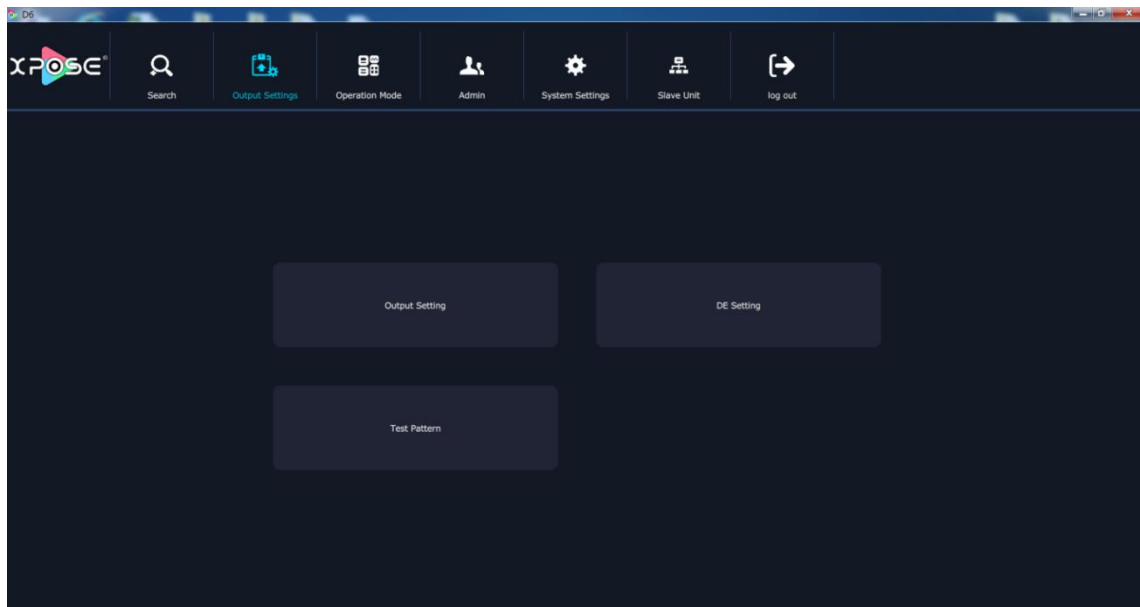 D6
XPOSE®
Search
Output Settings
Operation Mode
Admin
System Settings
Slave Unit
log out
Output Setting
DE Setting
Test Pattern